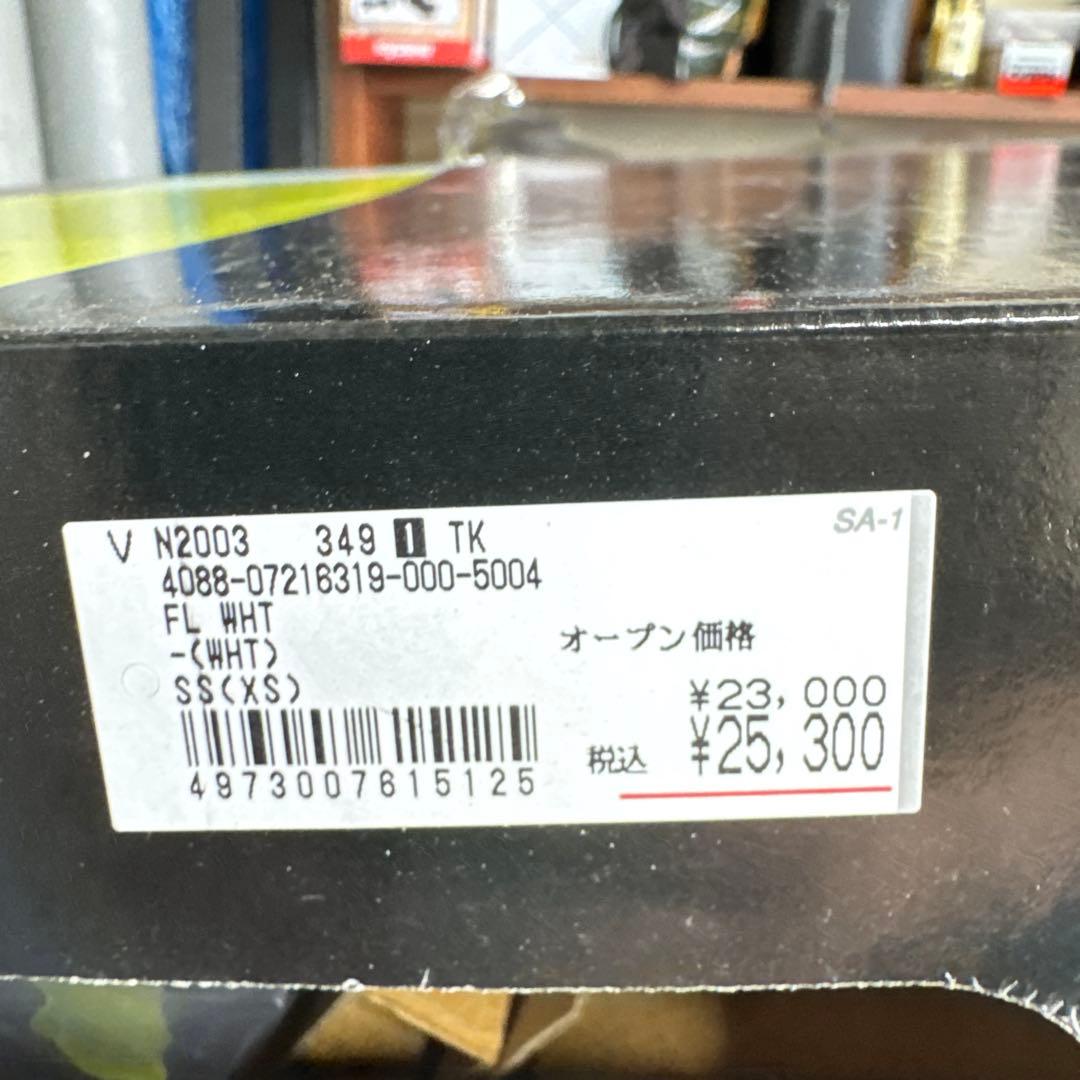 V N2003 349 1 TK
SA-1
4088-07216319-000-5004
FL WHT
-(WHT)
オープン価格
SS(XS)
¥23,000
税込 ¥25,300
4973007615125